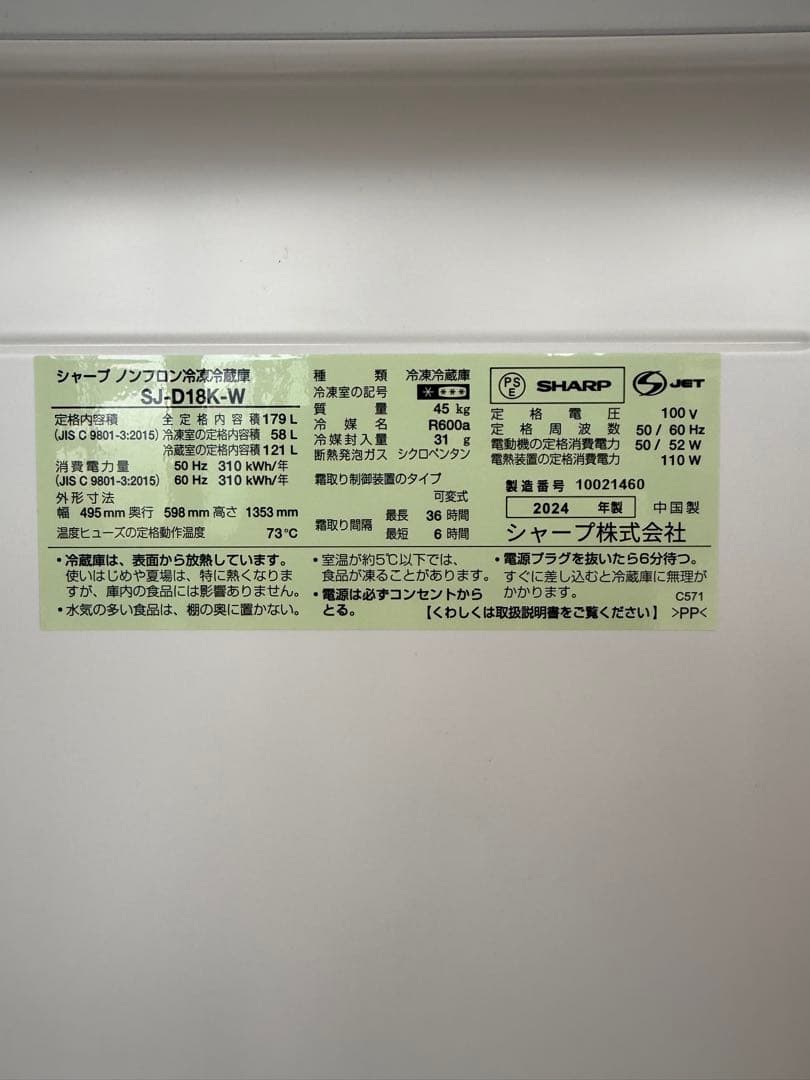 シャープ ノンフロン冷凍冷蔵庫
SJ-D18K-W
定格内容積 全定格内容積 179 L
(JIS C 9801-3:2015) 冷凍室の定格内容積 58 L
冷蔵室の定格内容積 121 L
消費電力量 50 Hz 310 kWh/年
(JIS C 9801-3:2015) 60 Hz 310 kWh/年
外形寸法
幅 495 mm 奥行 598 mm 高さ 1353 mm
温度ヒューズの定格動作温度 73℃
種類 冷凍冷蔵庫
冷凍室の記号 * ***
質量 45 kg
冷媒名 R600a
冷媒封入量 31 g
断熱発泡ガス シクロペンタン
霜取り制御装置のタイプ
可変式
霜取り間隔 最長 36 時間
最短 6 時間
PSE SHARP
S JET
定格電圧 100 V
定格周波数 50 / 60 Hz
電動機の定格消費電力 50 / 52 W
電熱装置の定格消費電力 110 W
製造番号 10021460
2024 年製 中国製
シャープ株式会社
・冷蔵庫は、表面から放熱しています。
使いはじめや夏場は、特に熱くなりま
すが、庫内の食品には影響ありません。
・水気の多い食品は、棚の奥に置かない。
・室温が約5℃以下では、
食品が凍ることがあります。
・電源は必ずコンセントから
とる。
・電源プラグを抜いたら6分待つ。
すぐに差し込むと冷蔵庫に無理が
かかります。 C571
【くわしくは取扱説明書をご覧ください】 >PP<